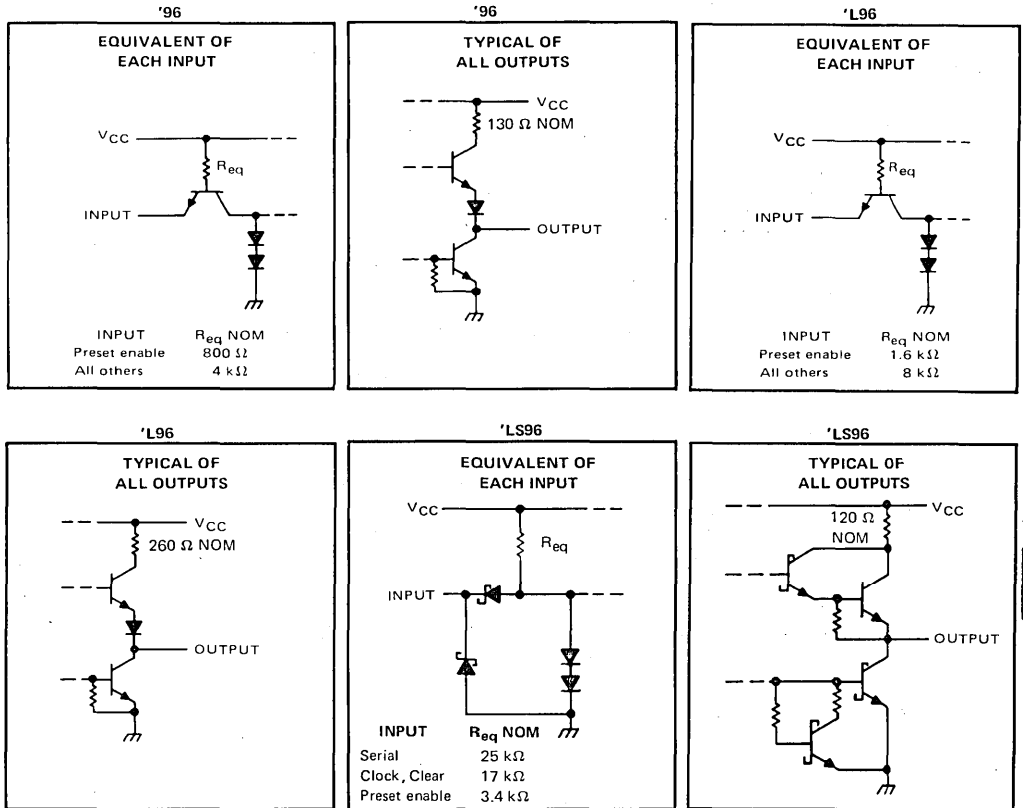 '96
EQUIVALENT OF
EACH INPUT
VCC
Req
INPUT
INPUT Req NOM
Preset enable 800 Ω
All others 4 kΩ
'96
TYPICAL OF
ALL OUTPUTS
VCC
130 Ω NOM
OUTPUT
'L96
EQUIVALENT OF
EACH INPUT
VCC
Req
INPUT
INPUT Req NOM
Preset enable 1.6 kΩ
All others 8 kΩ
'L96
TYPICAL OF
ALL OUTPUTS
VCC
260 Ω NOM
OUTPUT
'LS96
EQUIVALENT OF
EACH INPUT
VCC
Req
INPUT
INPUT Req NOM
Serial 25 kΩ
Clock, Clear 17 kΩ
Preset enable 3.4 kΩ
'LS96
TYPICAL OF
ALL OUTPUTS
VCC
120 Ω
NOM
OUTPUT